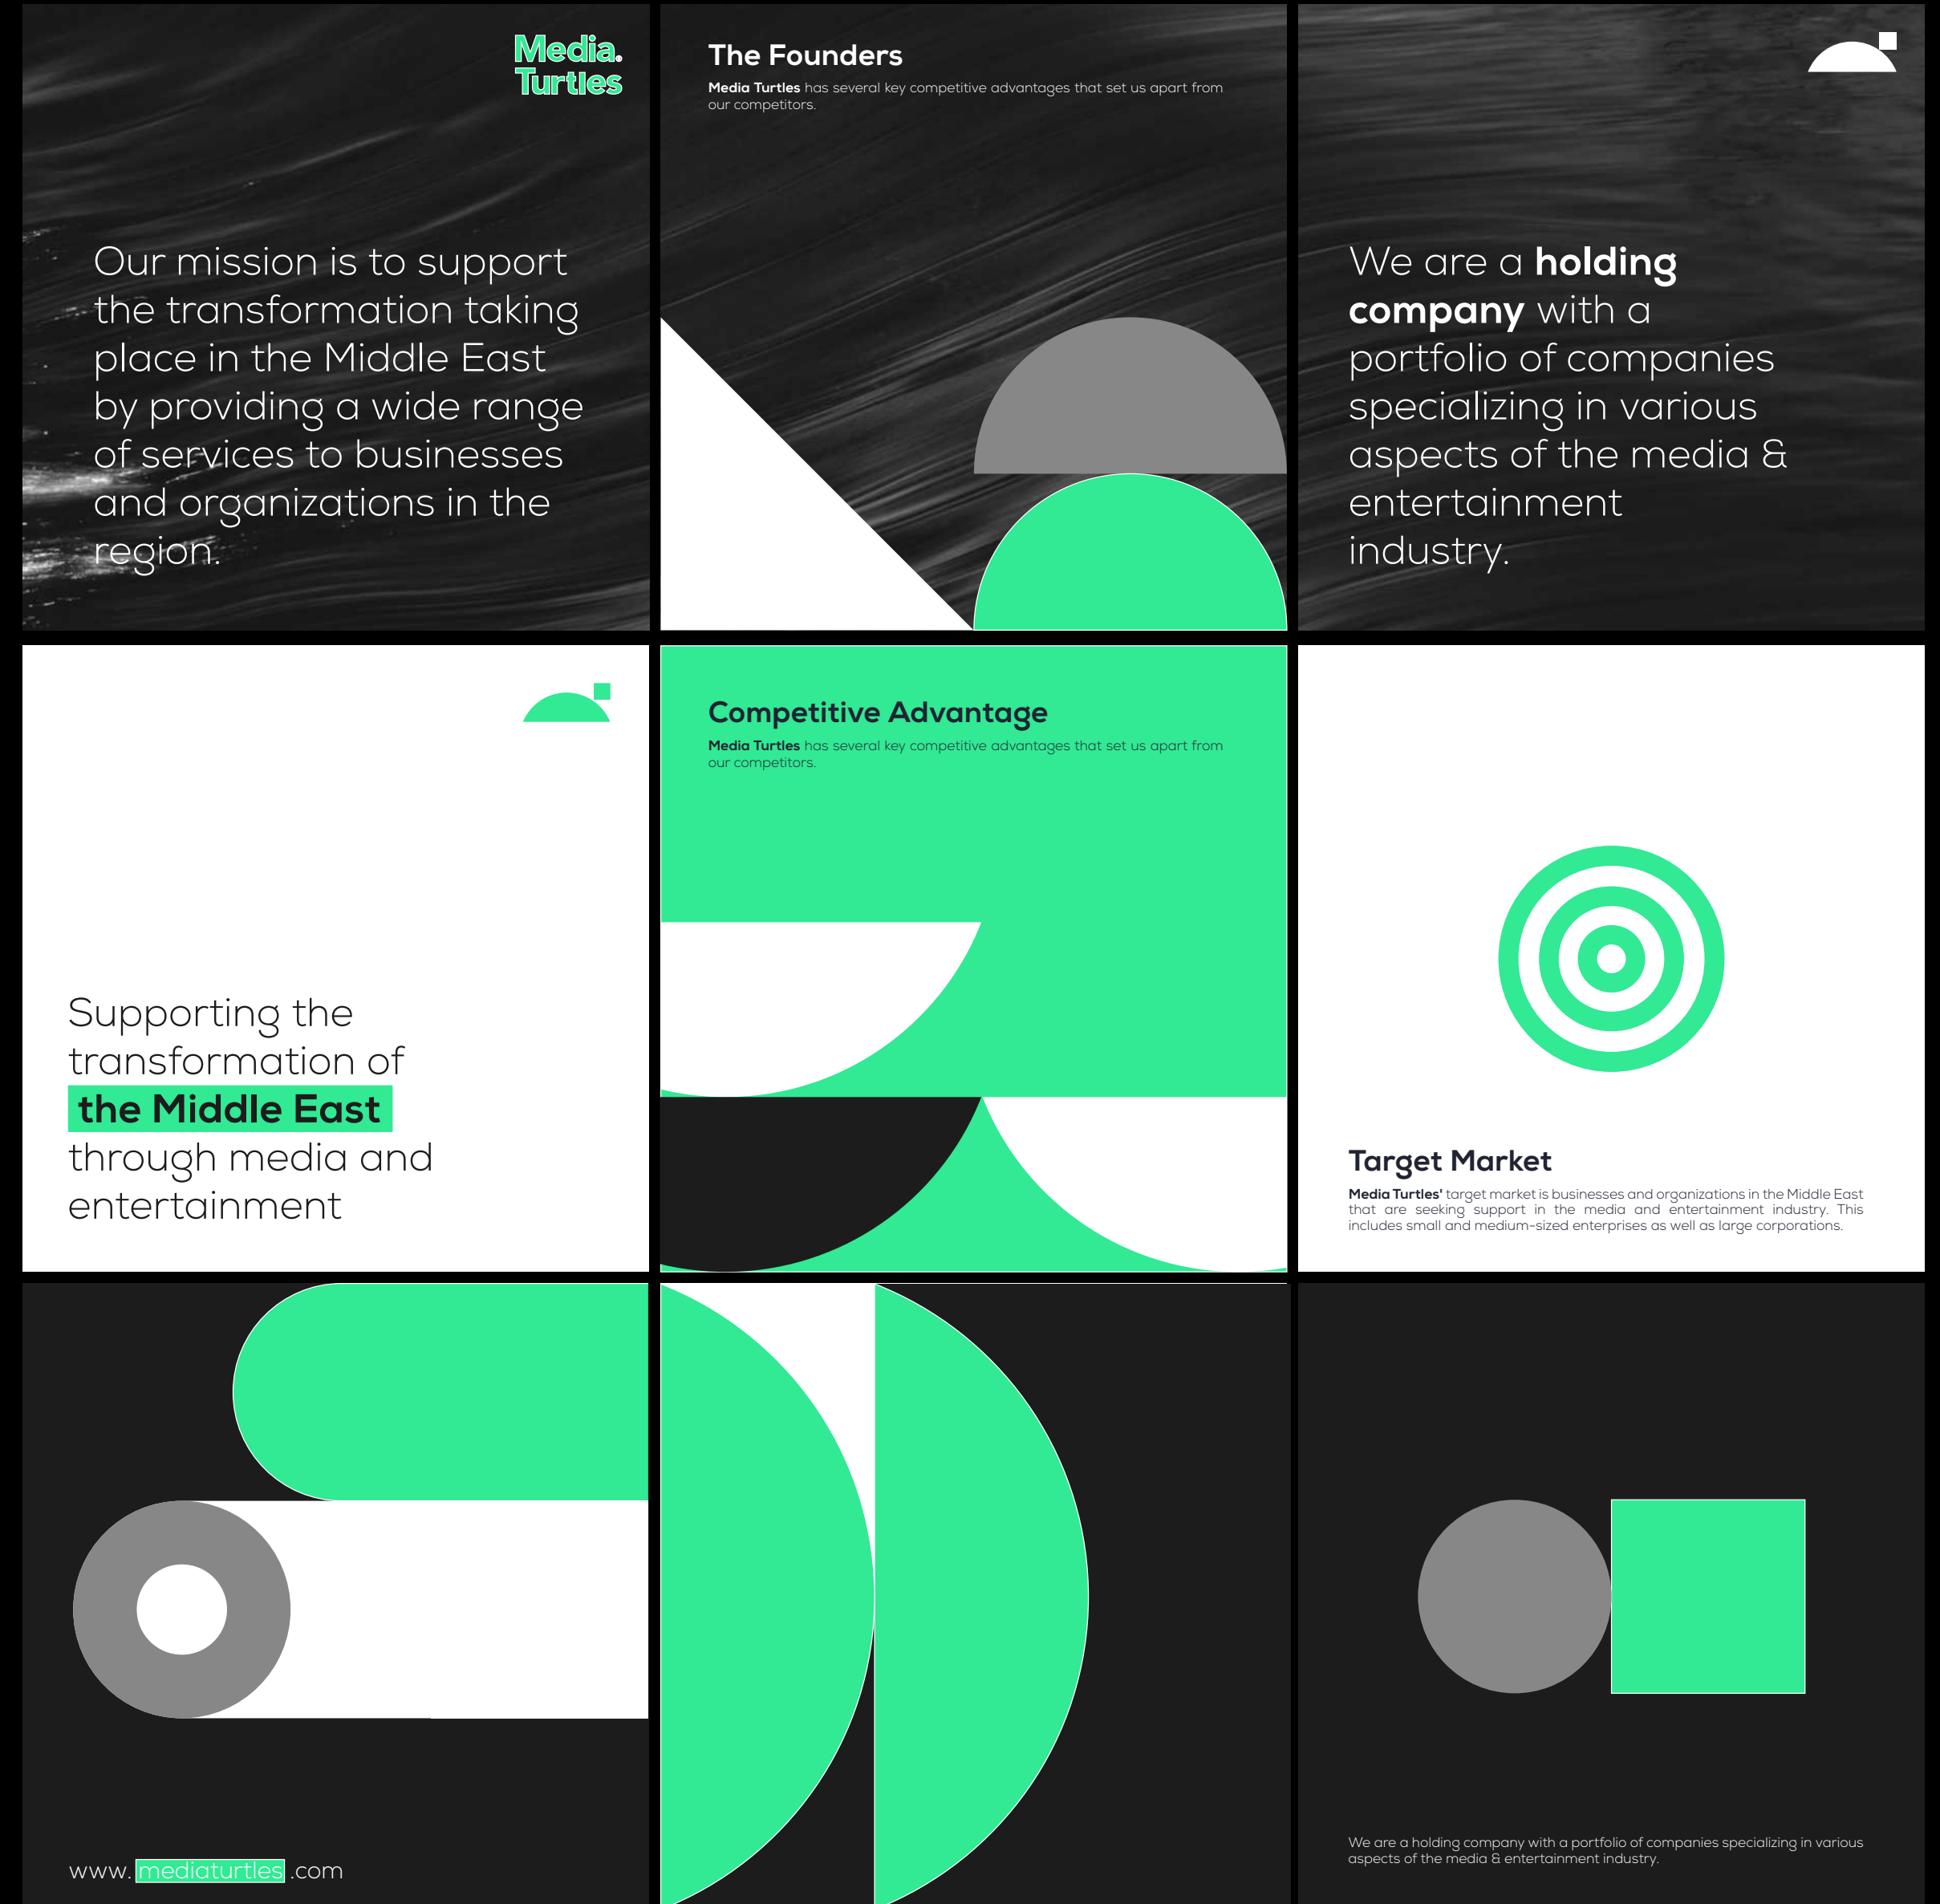 Media.
Turtles
Our mission is to support
the transformation taking
place in the Middle East
by providing a wide range
of services to businesses
and organizations in the
region.
The Founders
Media Turtles has several key competitive advantages that set us apart from
our competitors.
We are a holding
company with a
portfolio of companies
specializing in various
aspects of the media &
entertainment
industry.
Supporting the
transformation of
the Middle East
through media and
entertainment
Competitive Advantage
Media Turtles has several key competitive advantages that set us apart from
our competitors.
Target Market
Media Turtles' target market is businesses and organizations in the Middle East
that are seeking support in the media and entertainment industry. This
includes small and medium-sized enterprises as well as large corporations.
www. mediaturtles .com
We are a holding company with a portfolio of companies specializing in various
aspects of the media & entertainment industry.